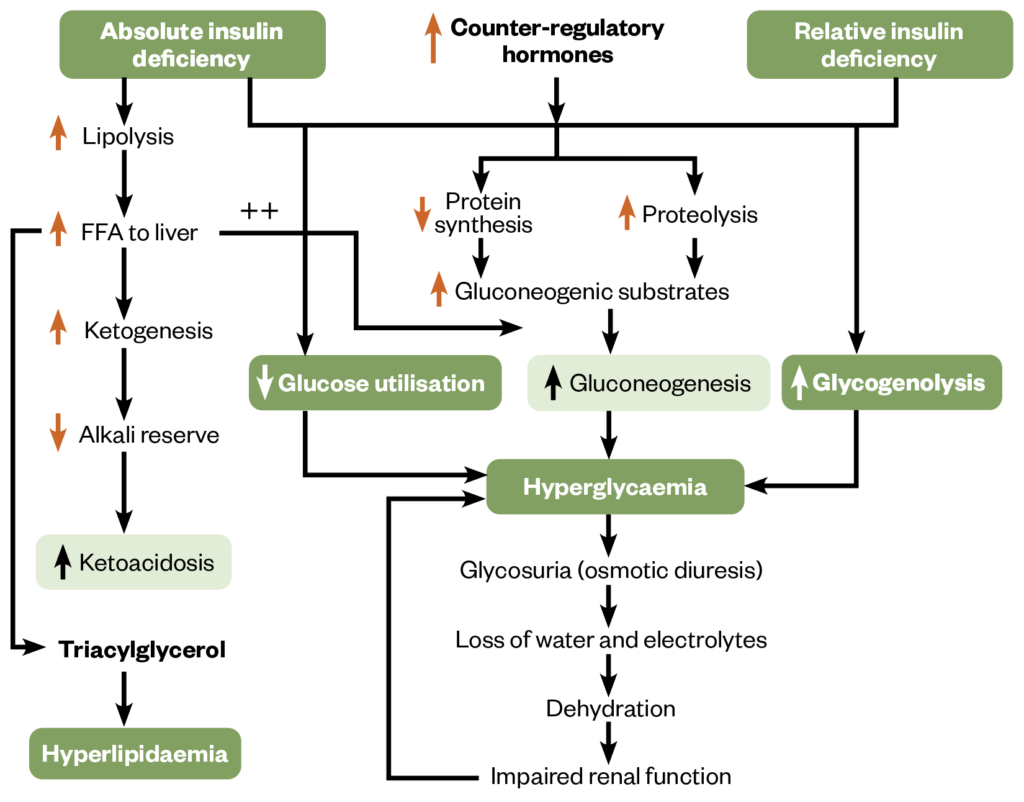 Absolute insulin
deficiency
Counter-regulatory
hormones
Relative insulin
deficiency
Lipolysis
FFA to liver
++
Protein
synthesis
Proteolysis
Gluconeogenic substrates
Ketogenesis
Glucose utilisation
Gluconeogenesis
Glycogenolysis
Alkali reserve
Hyperglycaemia
Ketoacidosis
Glycosuria (osmotic diuresis)
Triacylglycerol
Loss of water and electrolytes
Dehydration
Hyperlipidaemia
Impaired renal function